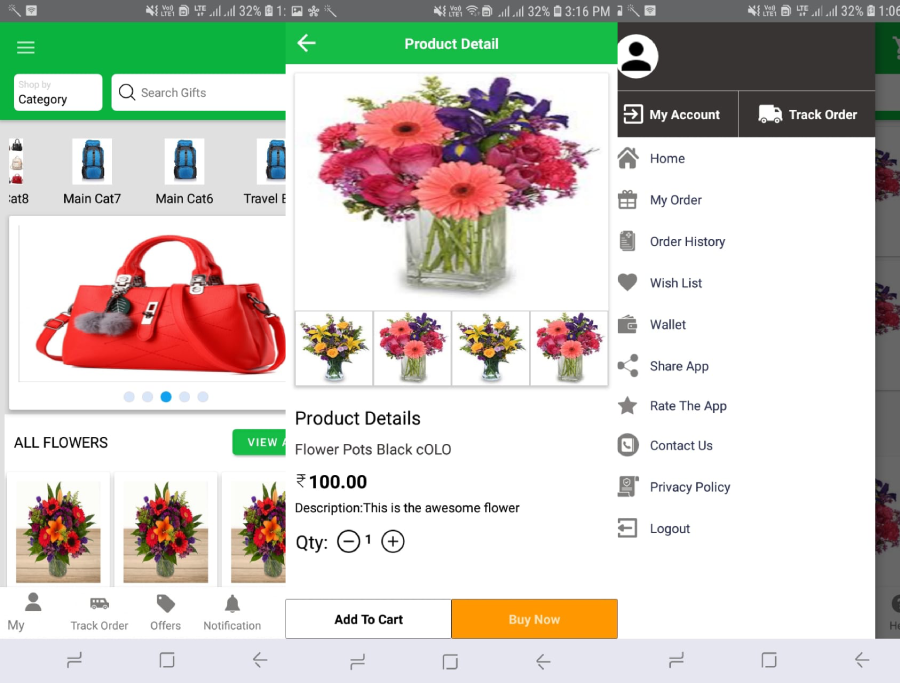 32% 1:
Shop by
Category
Search Gifts
Cat8
Main Cat7
Main Cat6
Travel B
ALL FLOWERS
VIEW A
My
Track Order
Offers
Notification
LTE 32% 3:16 PM
Product Detail
Product Details
Flower Pots Black cOLO
₹ 100.00
Description:This is the awesome flower
Qty: 1
Add To Cart
Buy Now
LTE 32% 1:06
My Account
Track Order
Home
My Order
Order History
Wish List
Wallet
Share App
Rate The App
Contact Us
Privacy Policy
Logout
He